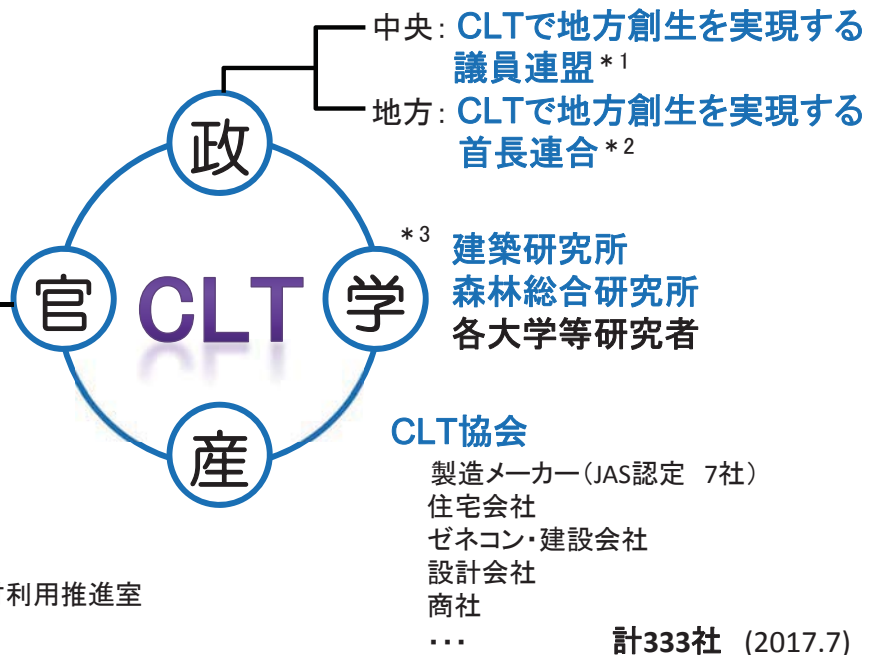 中央: CLTで地方創生を実現する
議員連盟*1
地方: CLTで地方創生を実現する
首長連合*2
政
*3
建築研究所
官 CLT 学
森林総合研究所
各大学等研究者
産
CLT協会
製造メーカー(JAS認定 7社)
住宅会社
ゼネコン・建設会社
設計会社
利用推進室
商社
・・・ 計333社 (2017.7)